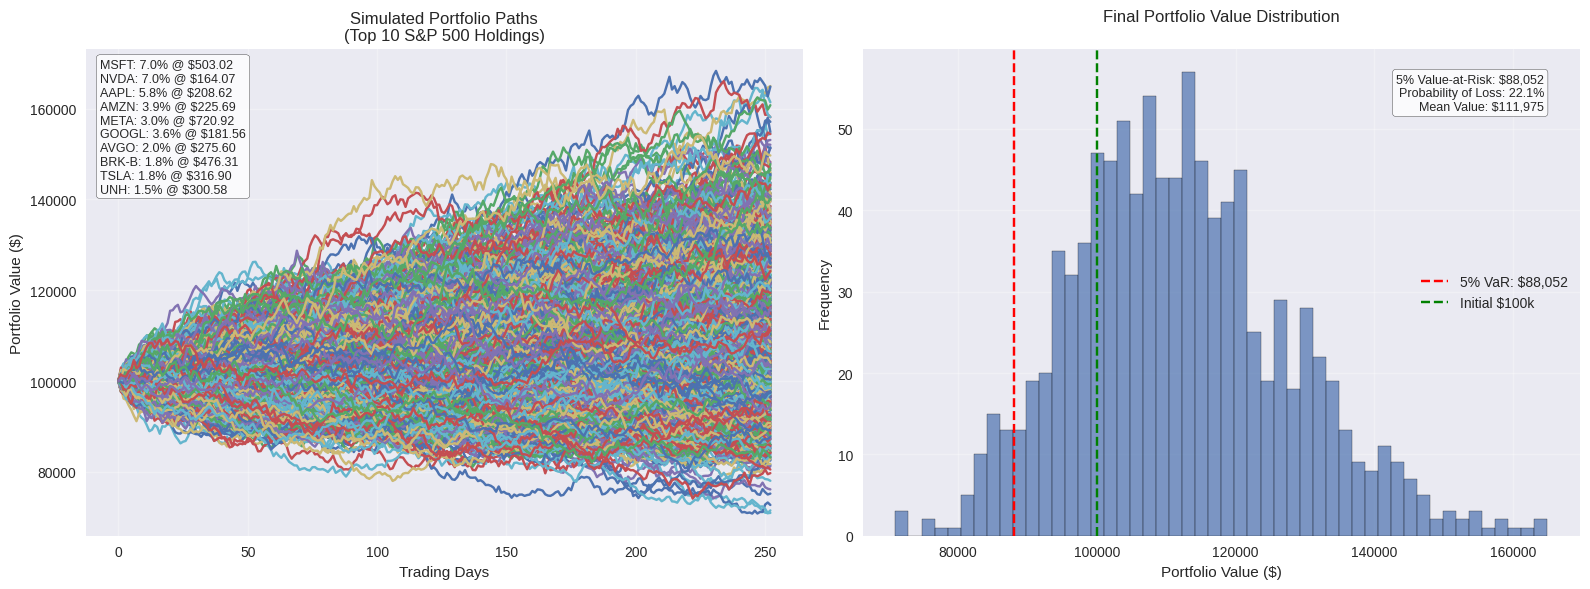 Simulated Portfolio Paths
(Top 10 S&P 500 Holdings)
MSFT: 7.0% @ $503.02
NVDA: 7.0% @ $164.07
AAPL: 5.8% @ $208.62
AMZN: 3.9% @ $225.69
META: 3.0% @ $720.92
GOOGL: 3.6% @ $181.56
AVGO: 2.0% @ $275.60
BRK-B: 1.8% @ $476.31
TSLA: 1.8% @ $316.90
UNH: 1.5% @ $300.58
Portfolio Value ($)
160000
140000
120000
100000
80000
0
50
100
150
200
250
Trading Days
Final Portfolio Value Distribution
5% Value-at-Risk: $88,052
Probability of Loss: 22.1%
Mean Value: $111,975
5% VaR: $88,052
Initial $100k
Frequency
50
40
30
20
10
0
80000
100000
120000
140000
160000
Portfolio Value ($)